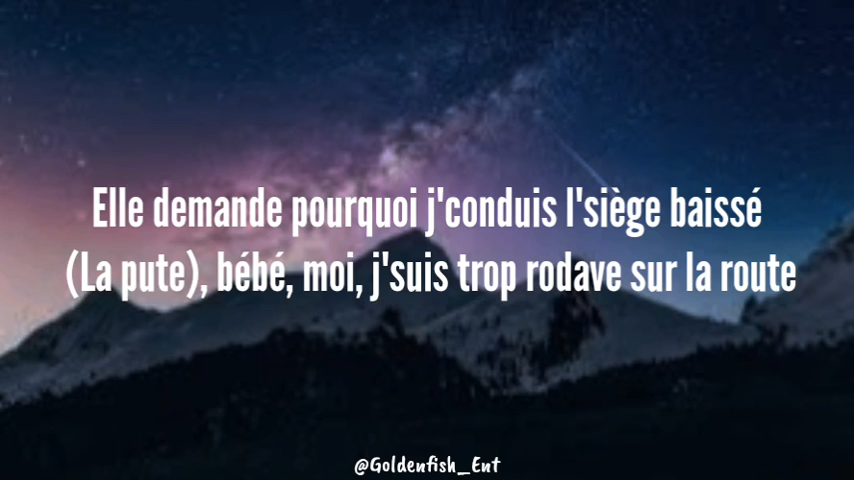 Elle demande pourquoi j'conduis l'siège baissé
(La pute), bébé, moi, j'suis trop rodave sur la route
@Goldenfish_Ent